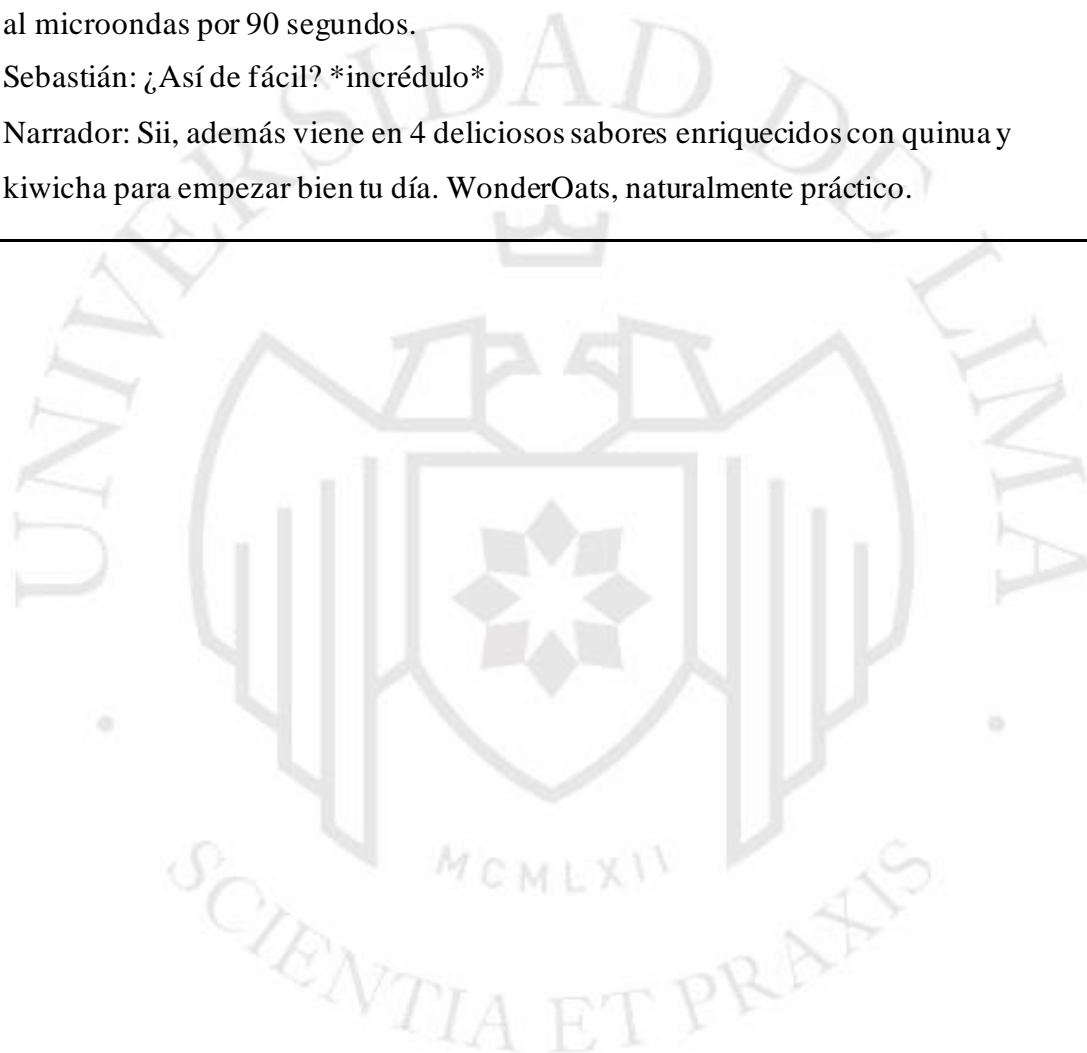 al microondas por 90 segundos.
Sebastián: ¿Así de fácil? *incrédulo*
Narrador: Sii, además viene en 4 deliciosos sabores enriquecidos con quinua y
kiwicha para empezar bien tu día. WonderOats, naturalmente práctico.
UNIVERSIDAD DE LIMA
MCMLXII
SCIENTIA ET PRAXIS